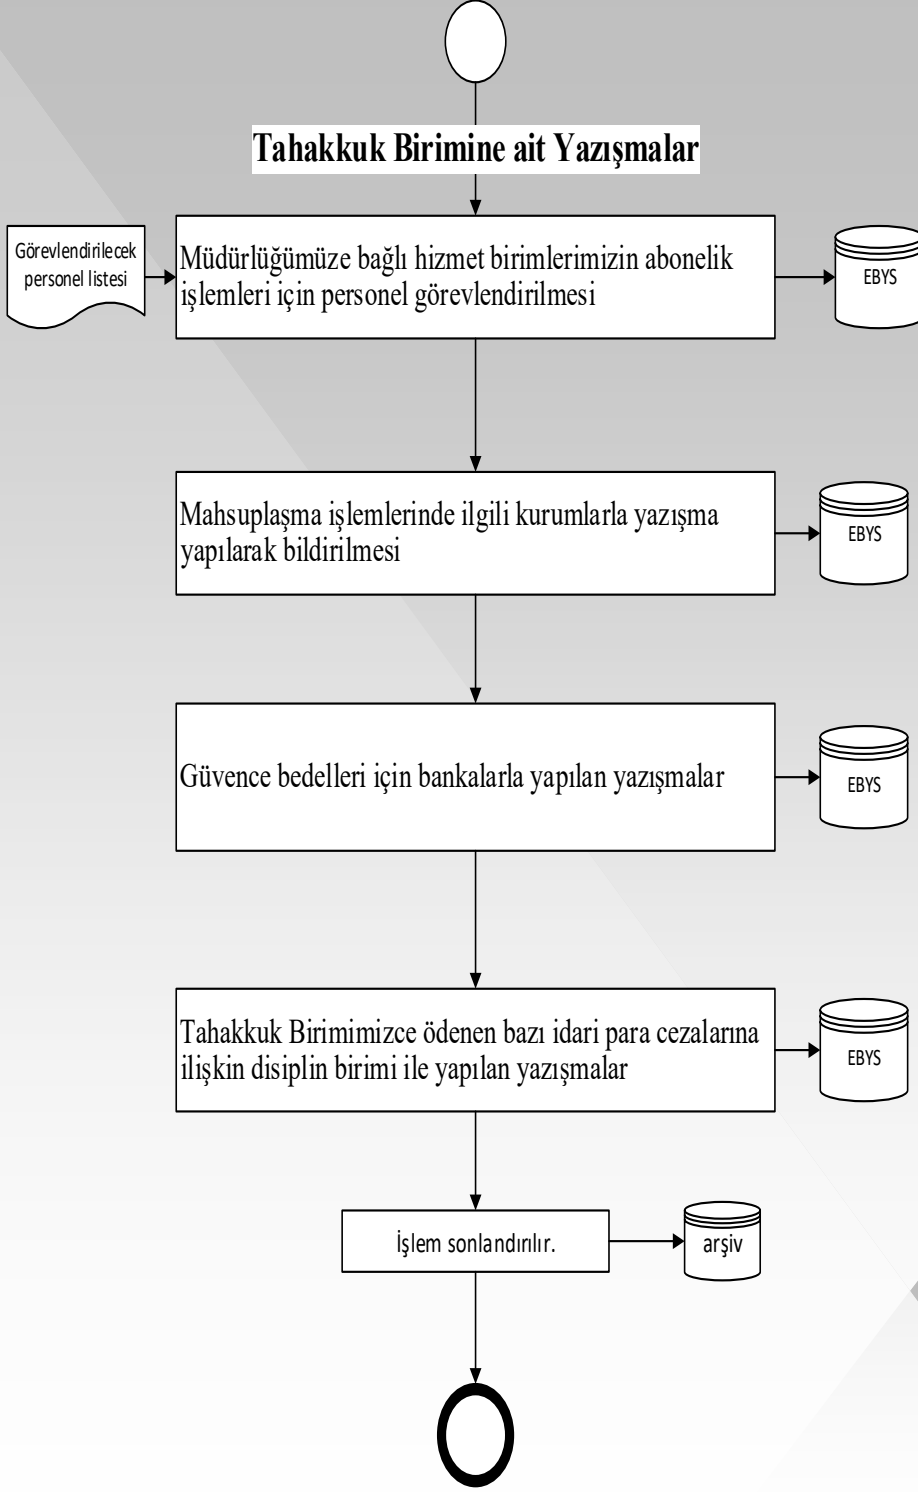 Tahakkuk Birimine ait Yazışmalar
Görevlendirilecek
personel listesi
Müdürlüğümüze bağlı hizmet birimlerimizin abonelik
işlemleri için personel görevlendirilmesi
EBYS
Mahsuplaşma işlemlerinde ilgili kurumlarla yazışma
yapılarak bildirilmesi
EBYS
Güvence bedelleri için bankalarla yapılan yazışmalar
EBYS
Tahakkuk Birimimizce ödenen bazı idari para cezalarına
ilişkin disiplin birimi ile yapılan yazışmalar
EBYS
İşlem sonlandırılır.
arşiv